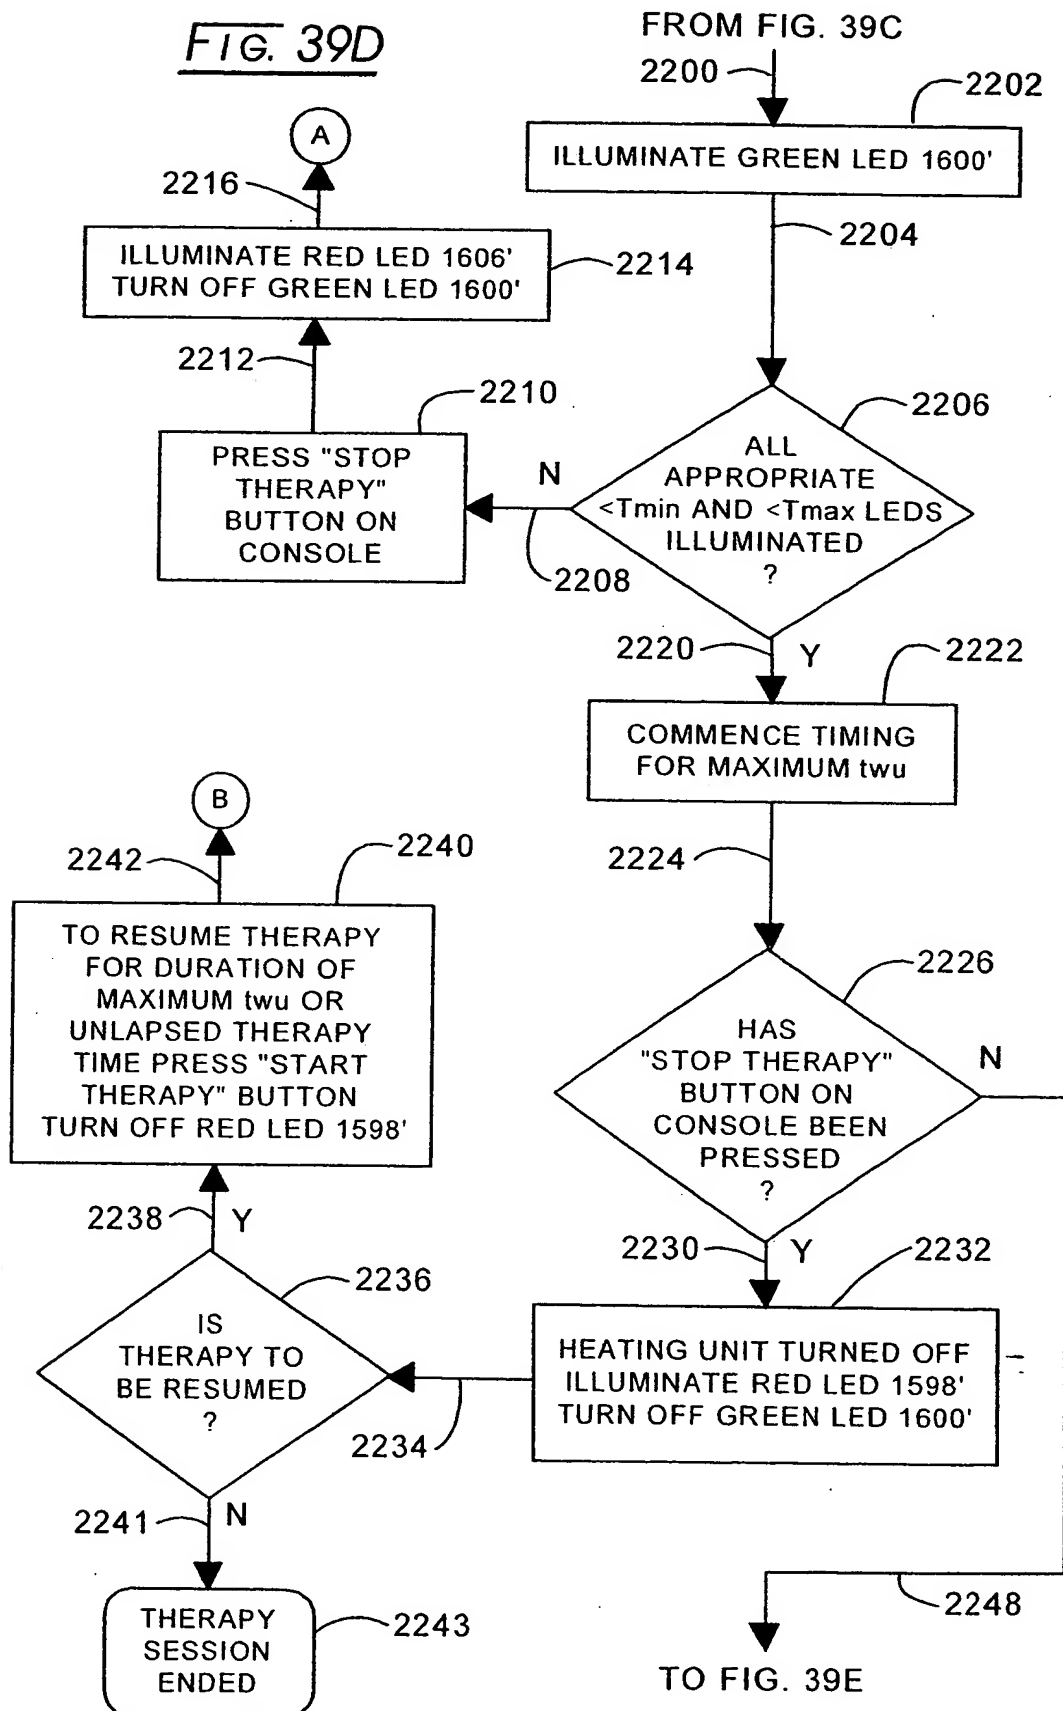 FIG. 39D
FROM FIG. 39C
2200
2202
ILLUMINATE GREEN LED 1600'
2204
A
2216
ILLUMINATE RED LED 1606'
TURN OFF GREEN LED 1600'
2214
2212
2210
PRESS "STOP
THERAPY"
BUTTON ON
CONSOLE
N
2208
2206
ALL
APPROPRIATE
<Tmin AND <Tmax LEDS
ILLUMINATED
?
2220
Y
2222
COMMENCE TIMING
FOR MAXIMUM twu
2224
B
2242
2240
TO RESUME THERAPY
FOR DURATION OF
MAXIMUM twu OR
UNLAPSED THERAPY
TIME PRESS "START
THERAPY" BUTTON
TURN OFF RED LED 1598'
2226
HAS
"STOP THERAPY"
BUTTON ON
CONSOLE BEEN
PRESSED
?
N
2238
Y
2230
Y
2232
2236
IS
THERAPY TO
BE RESUMED
?
HEATING UNIT TURNED OFF
ILLUMINATE RED LED 1598'
TURN OFF GREEN LED 1600'
2234
2241
N
THERAPY
SESSION
ENDED
2243
2248
TO FIG. 39E